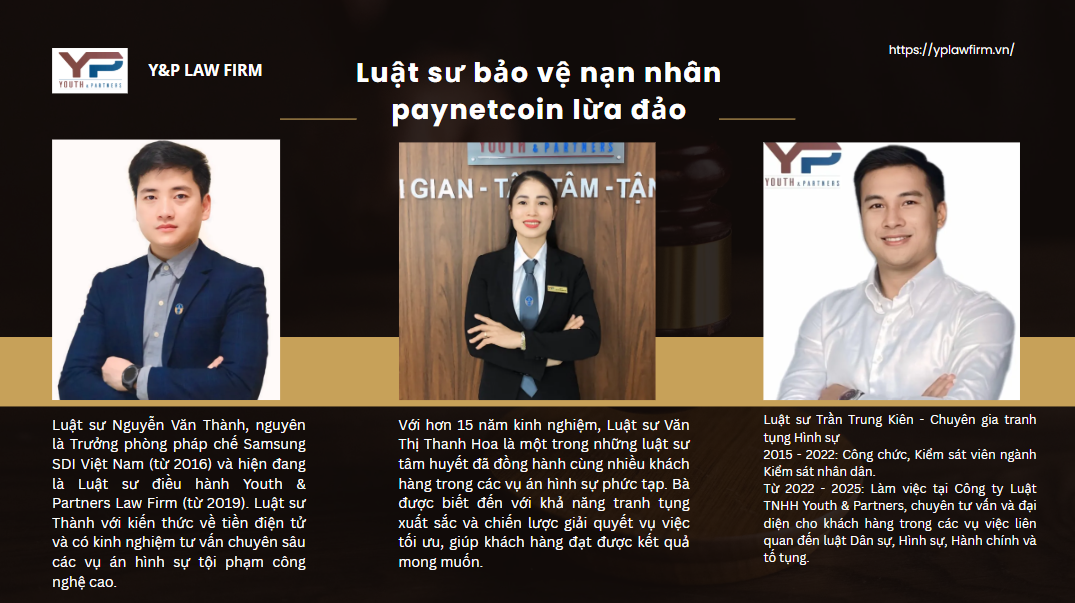 YP
YOUTH & PARTNERS
Y&P LAW FIRM
https://yplawfirm.vn/
Luật sư bảo vệ nạn nhân
paynetcoin lừa đảo
YOUTH & PARTNERS
GIAN - TÂ TÂM - TẬN
YP
YOUTH & PARTNERS
Luật sư Nguyễn Văn Thành, nguyên
là Trưởng phòng pháp chế Samsung
SDI Việt Nam (từ 2016) và hiện đang
là Luật sư điều hành Youth &
Partners Law Firm (từ 2019). Luật sư
Thành với kiến thức về tiền điện tử
và có kinh nghiệm tư vấn chuyên sâu
các vụ án hình sự tội phạm công
nghệ cao.
Với hơn 15 năm kinh nghiệm, Luật sư Văn
Thị Thanh Hoa là một trong những luật sư
tâm huyết đã đồng hành cùng nhiều khách
hàng trong các vụ án hình sự phức tạp. Bà
được biết đến với khả năng tranh tụng
xuất sắc và chiến lược giải quyết vụ việc
tối ưu, giúp khách hàng đạt được kết quả
mong muốn.
Luật sư Trần Trung Kiên - Chuyên gia tranh
tụng Hình sự
2015 - 2022: Công chức, Kiểm sát viên ngành
Kiểm sát nhân dân.
Từ 2022 - 2025: Làm việc tại Công ty Luật
TNHH Youth & Partners, chuyên tư vấn và đại
diện cho khách hàng trong các vụ việc liên
quan đến luật Dân sự, Hình sự, Hành chính và
tố tụng.